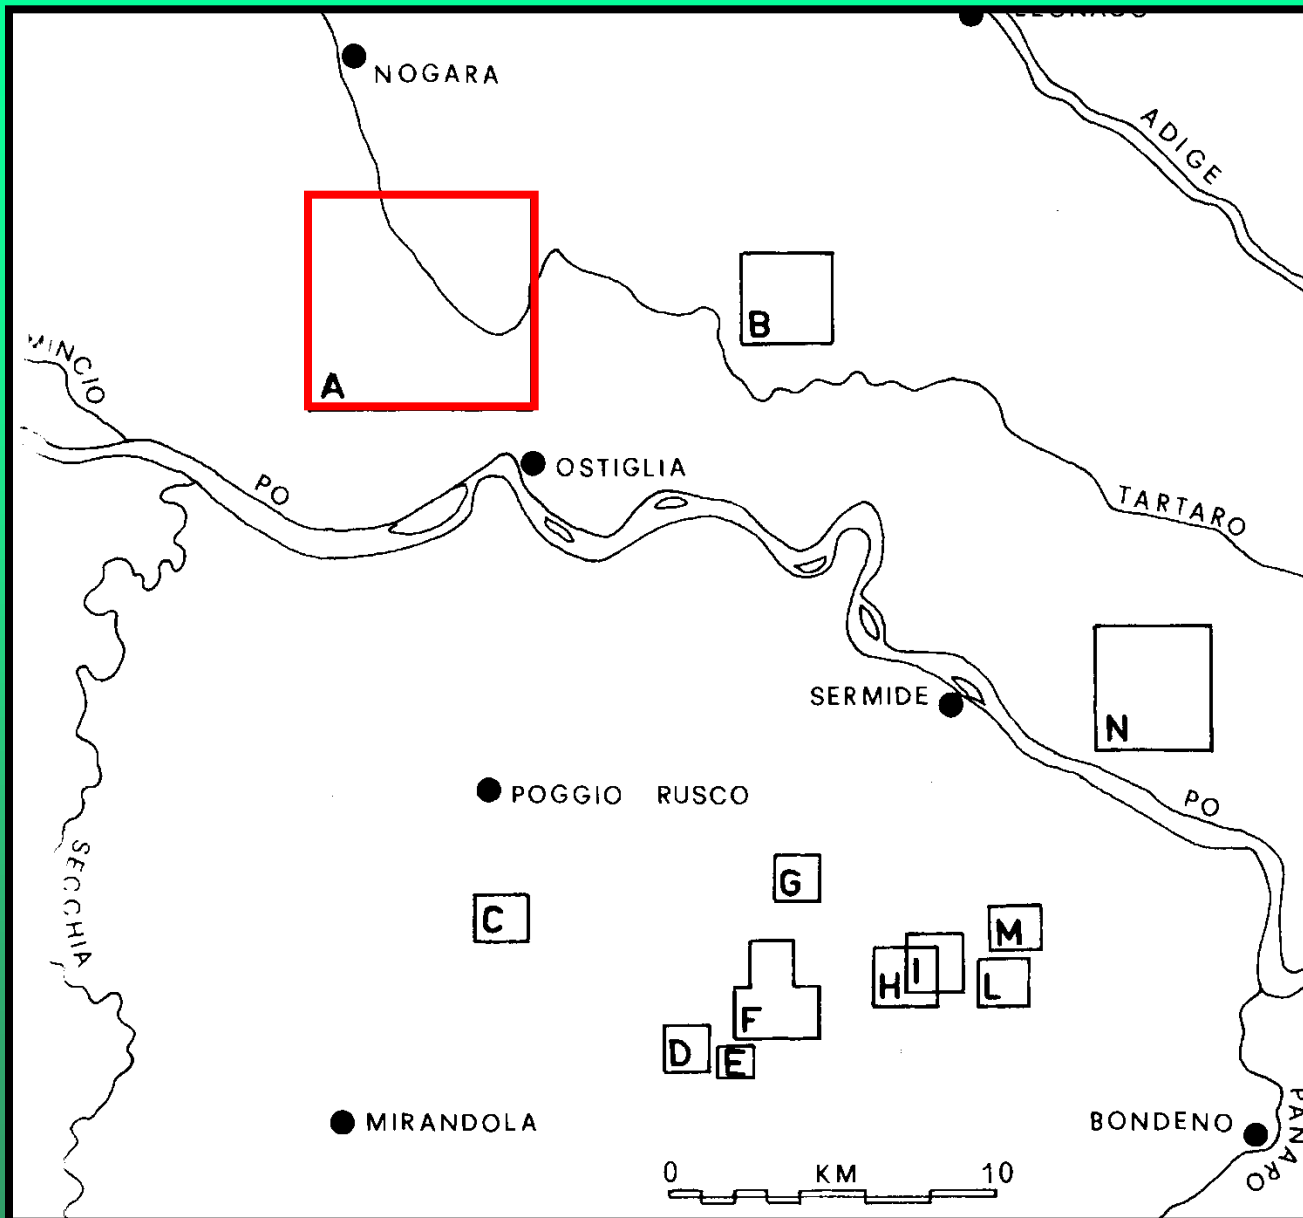 NOGARA
ADIGE
B
MINCIO
A
PO
OSTIGLIA
TARTARO
SERMIDE
N
POGGIO RUSCO
PO
SECCHIA
G
C
M
H
I
L
F
D
E
MIRANDOLA
BONDENO
PANARO
0 KM 10